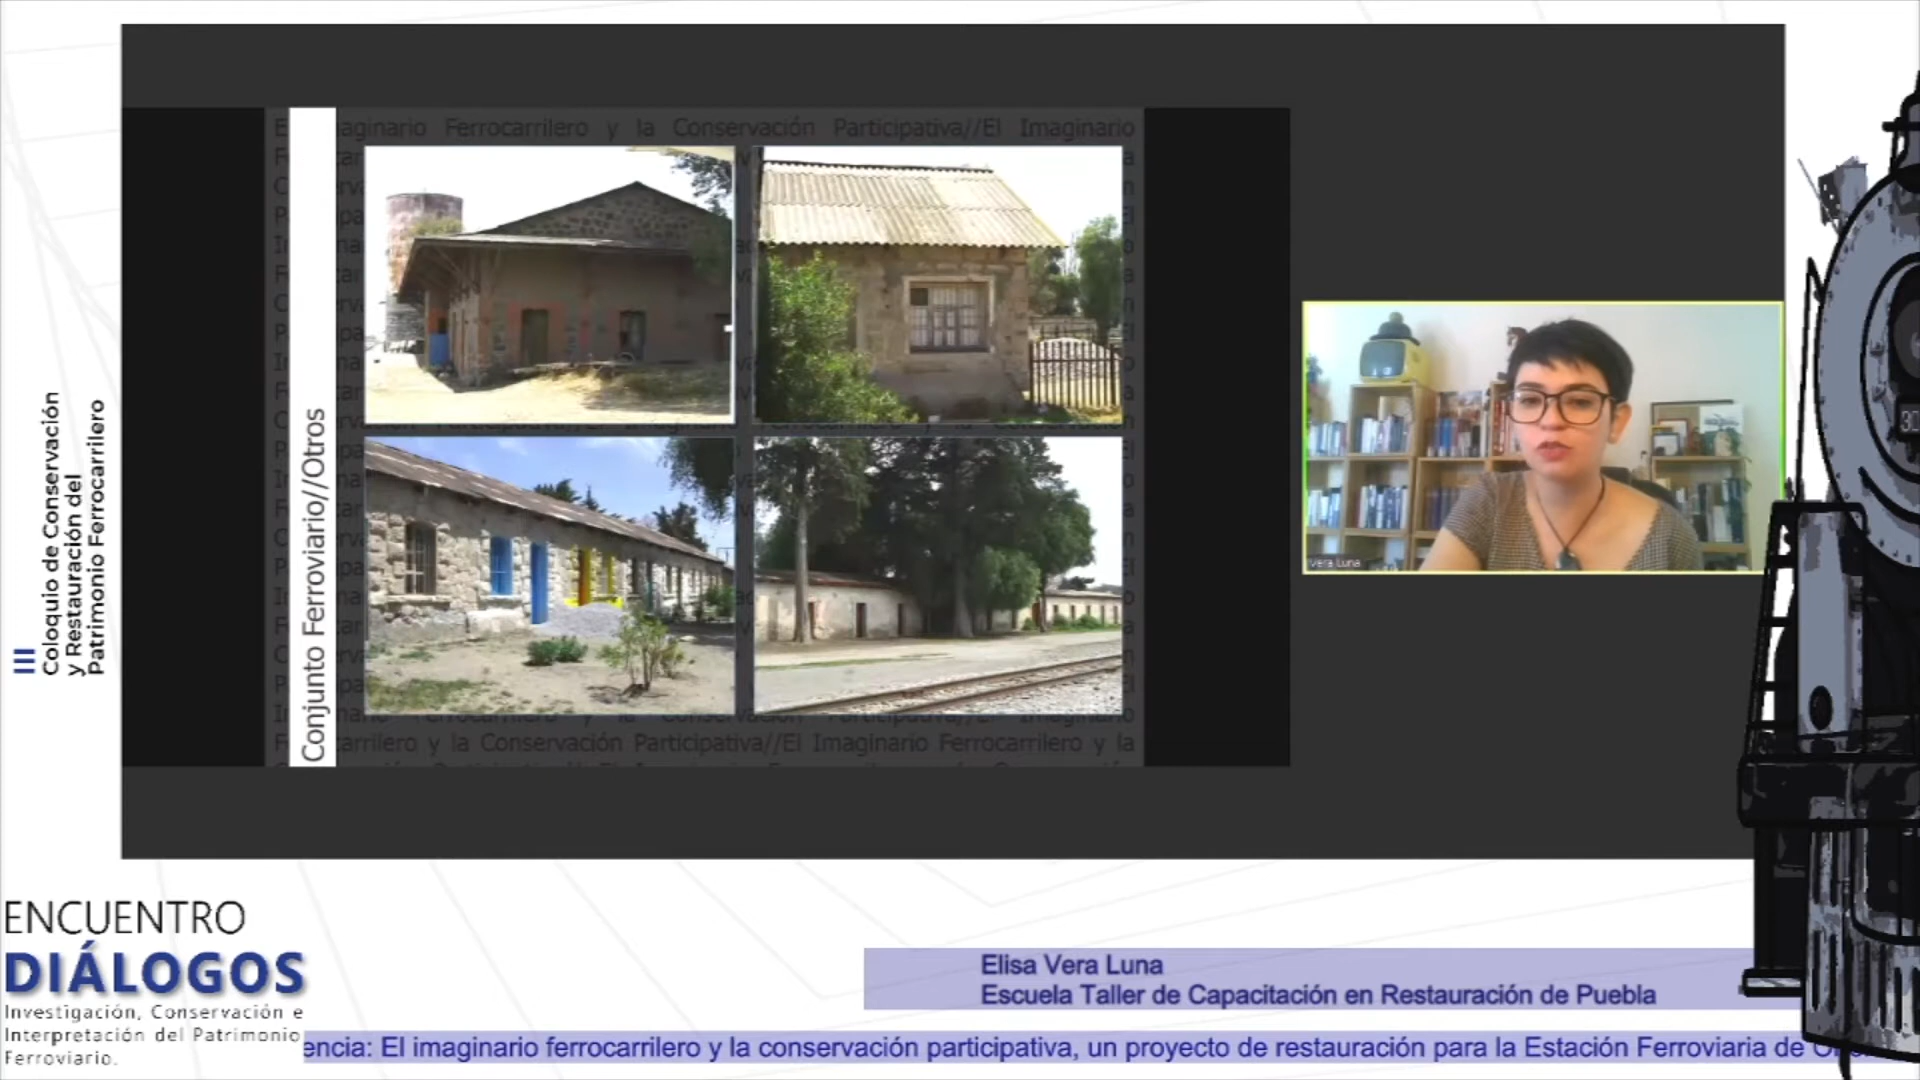 III
Coloquio de Conservación
y Restauración del
Patrimonio Ferrocarrilero
Conjunto Ferroviario//Otros
aginario Ferrocarrilero y la Conservación Participativa//El Imaginario
carrilero y la Conservación Participativa//El Imaginario Ferrocarrilero y la
Vera Luna
30
ENCUENTRO
DIÁLOGOS
Investigación, Conservación e
Interpretación del Patrimonio
Ferroviario.
Elisa Vera Luna
Escuela Taller de Capacitación en Restauración de Puebla
encia: El imaginario ferrocarrilero y la conservación participativa, un proyecto de restauración para la Estación Ferroviaria de